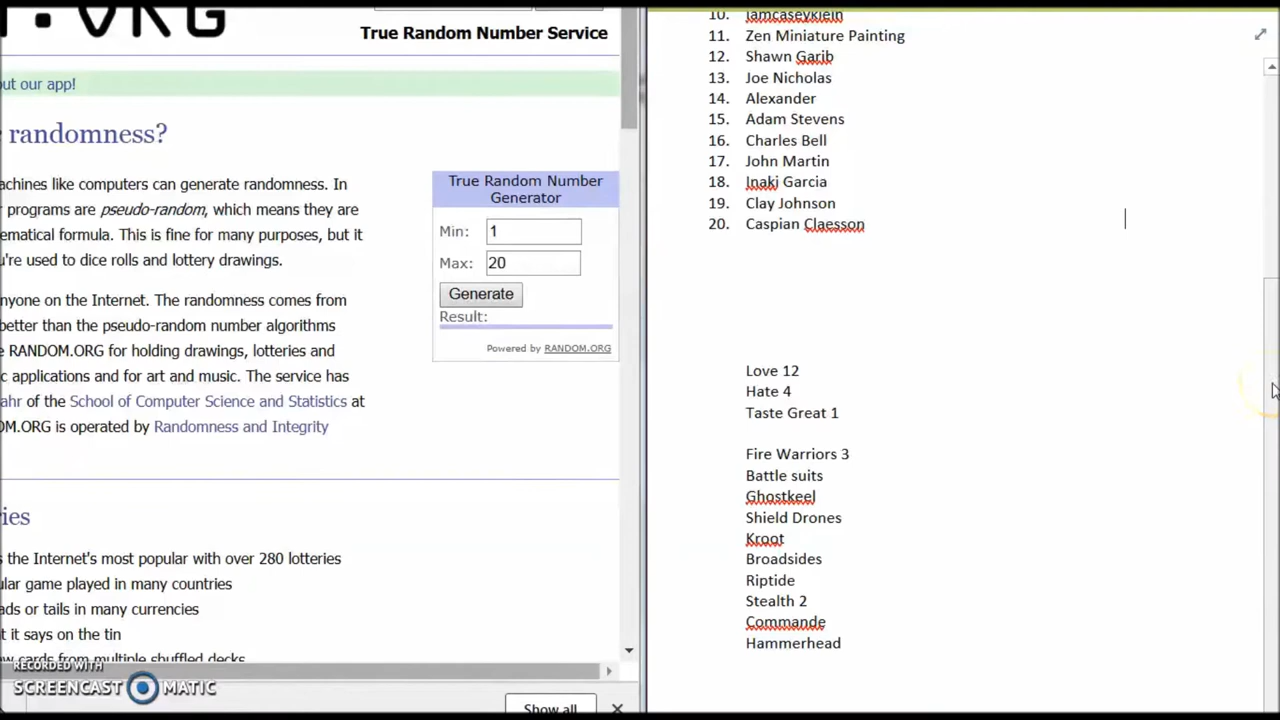 True Random Number Service
out our app!
randomness?
achines like computers can generate randomness. In
r programs are pseudo-random, which means they are
ematical formula. This is fine for many purposes, but it
u're used to dice rolls and lottery drawings.
nyone on the Internet. The randomness comes from
better than the pseudo-random number algorithms
e RANDOM.ORG for holding drawings, lotteries and
c applications and for art and music. The service has
ahr of the School of Computer Science and Statistics at
OM.ORG is operated by Randomness and Integrity
True Random Number
Generator
Min: 1
Max: 20
Generate
Result:
Powered by RANDOM.ORG
ies
s the Internet's most popular with over 280 lotteries
ular game played in many countries
ads or tails in many currencies
t it says on the tin
w cards from multiple shuffled decks
RECORDED WITH
SCREENCAST MATIC
Show all
10. Iamcaseyklein
11. Zen Miniature Painting
12. Shawn Garib
13. Joe Nicholas
14. Alexander
15. Adam Stevens
16. Charles Bell
17. John Martin
18. Inaki Garcia
19. Clay Johnson
20. Caspian Claesson
Love 12
Hate 4
Taste Great 1
Fire Warriors 3
Battle suits
Ghostkeel
Shield Drones
Kroot
Broadsides
Riptide
Stealth 2
Commande
Hammerhead